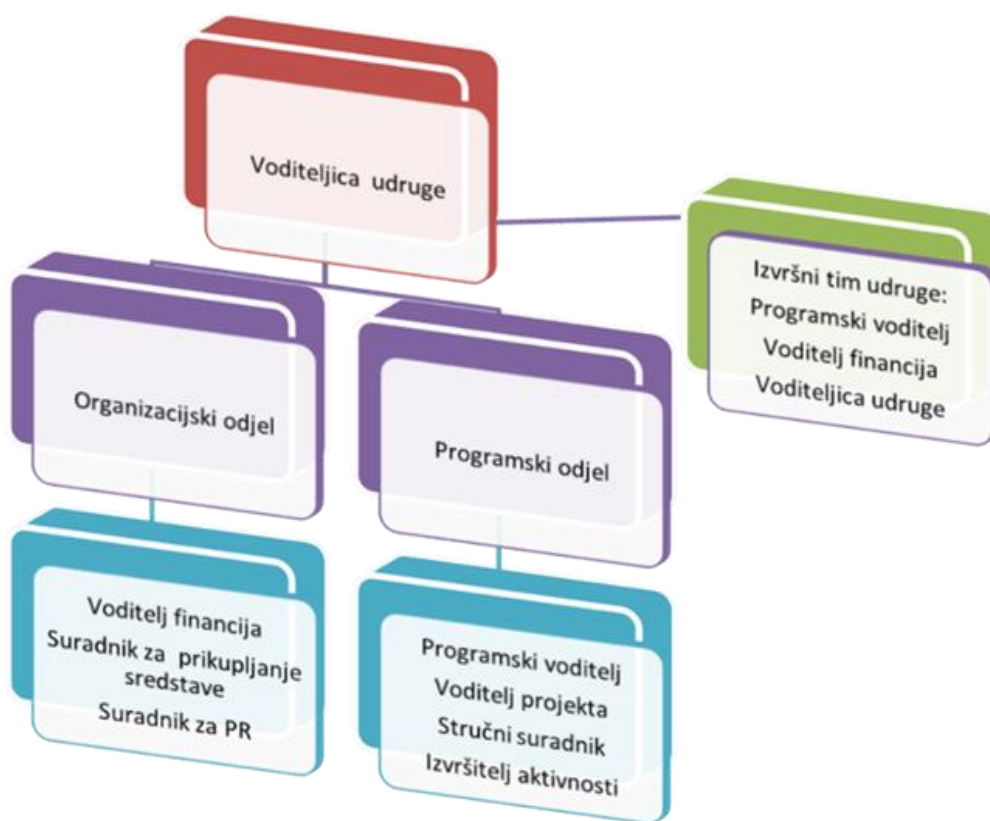 Voditeljica udruge
Izvršni tim udruge:
Programski voditelj
Voditelj financija
Voditeljica udruge
Organizacijski odjel
Programski odjel
Voditelj financija
Suradnik za prikupljanje
sredstave
Suradnik za PR
Programski voditelj
Voditelj projekta
Stručni suradnik
Izvršitelj aktivnosti